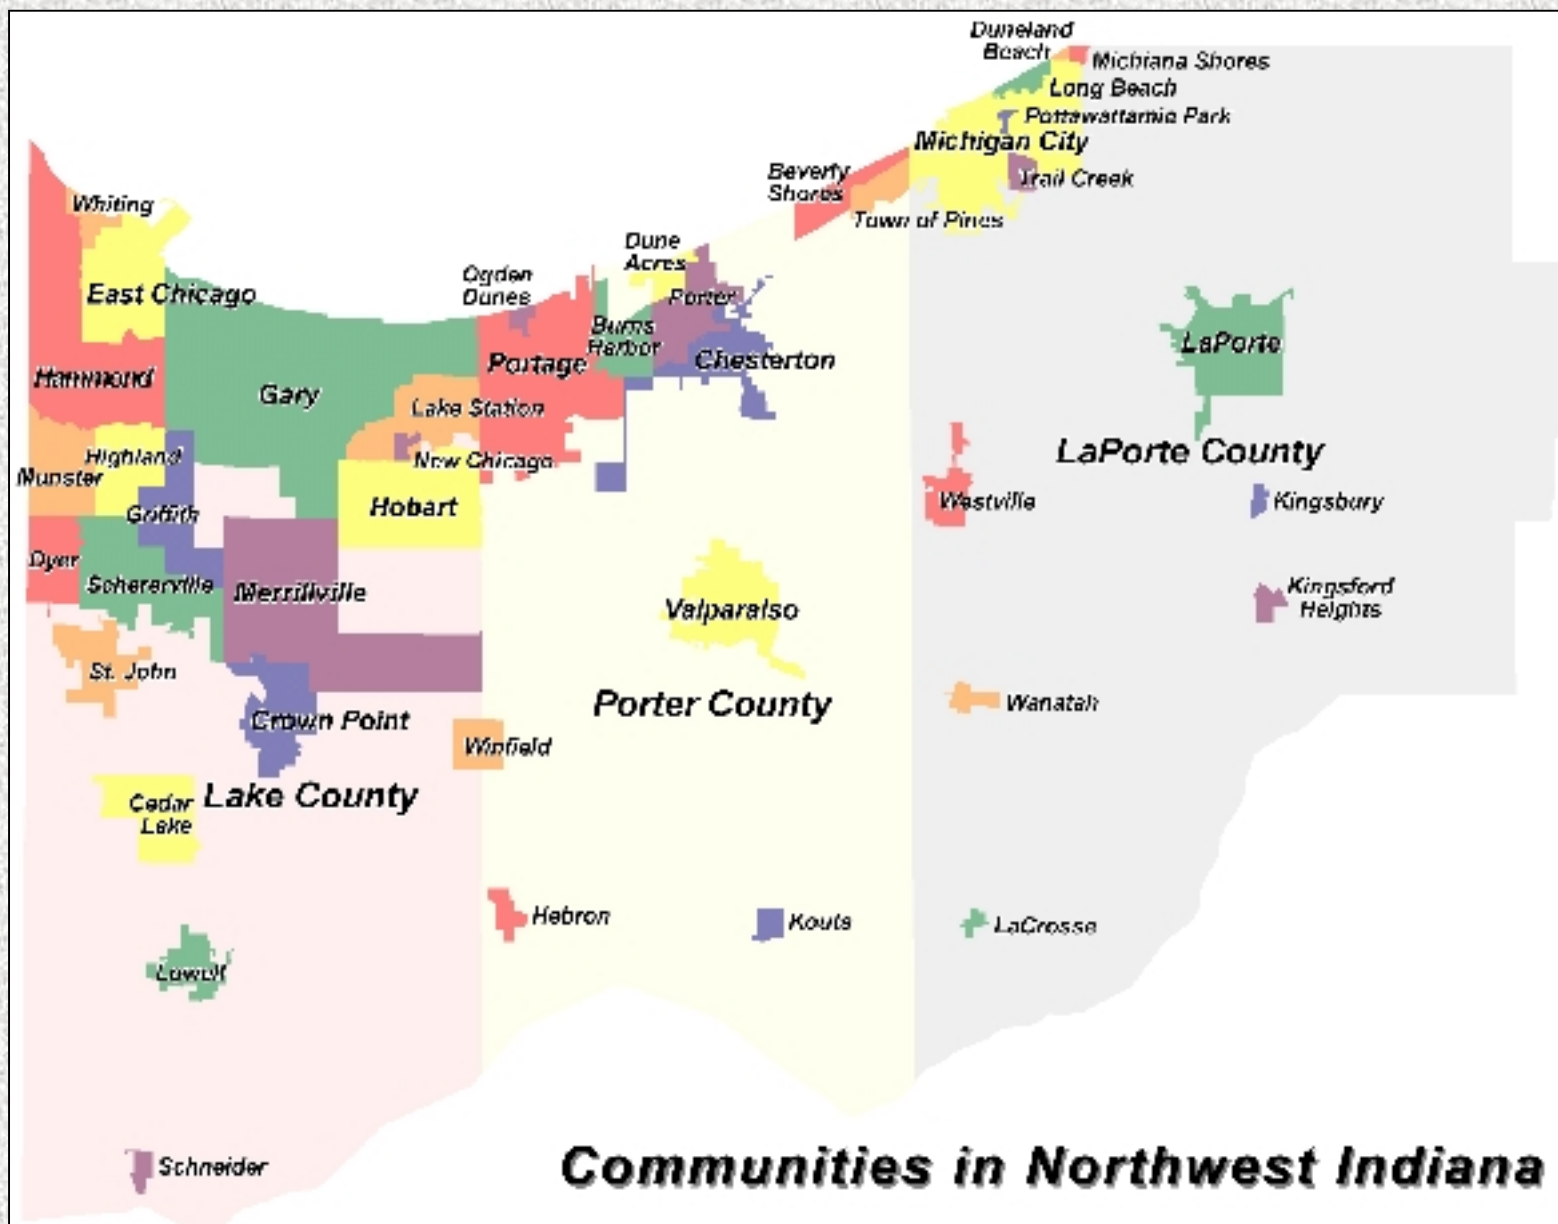 Duneland
Beach
Michiana Shores
Long Beach
Pottawattamie Park
Michigan City
Trail Creek
Beverly
Shores
Town of Pines
Whiting
East Chicago
Hammond
Gary
Ogden
Dunes
Dune
Acres
Porter
Burns
Harbor
Chesterton
Portage
Lake Station
New Chicago
Hobart
Munster
Highland
Griffith
Dyer
Schererville
Merrillville
St. John
Crown Point
Winfield
Cedar
Lake
Lake County
Lowell
Schneider
Valparaiso
Porter County
Hebron
Kouts
LaPorte
LaPorte County
Westville
Kingsbury
Kingsford
Heights
Wanatah
LaCrosse
Communities in Northwest Indiana